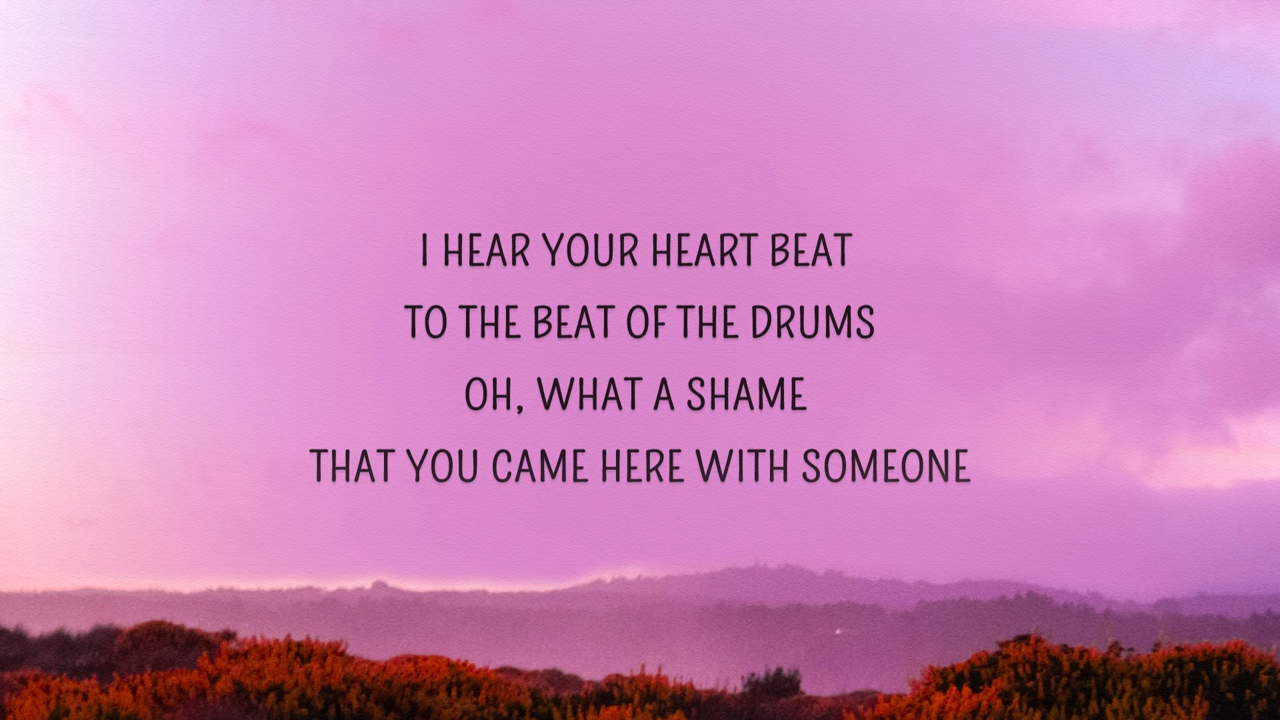 I HEAR YOUR HEART BEAT
TO THE BEAT OF THE DRUMS
OH, WHAT A SHAME
THAT YOU CAME HERE WITH SOMEONE